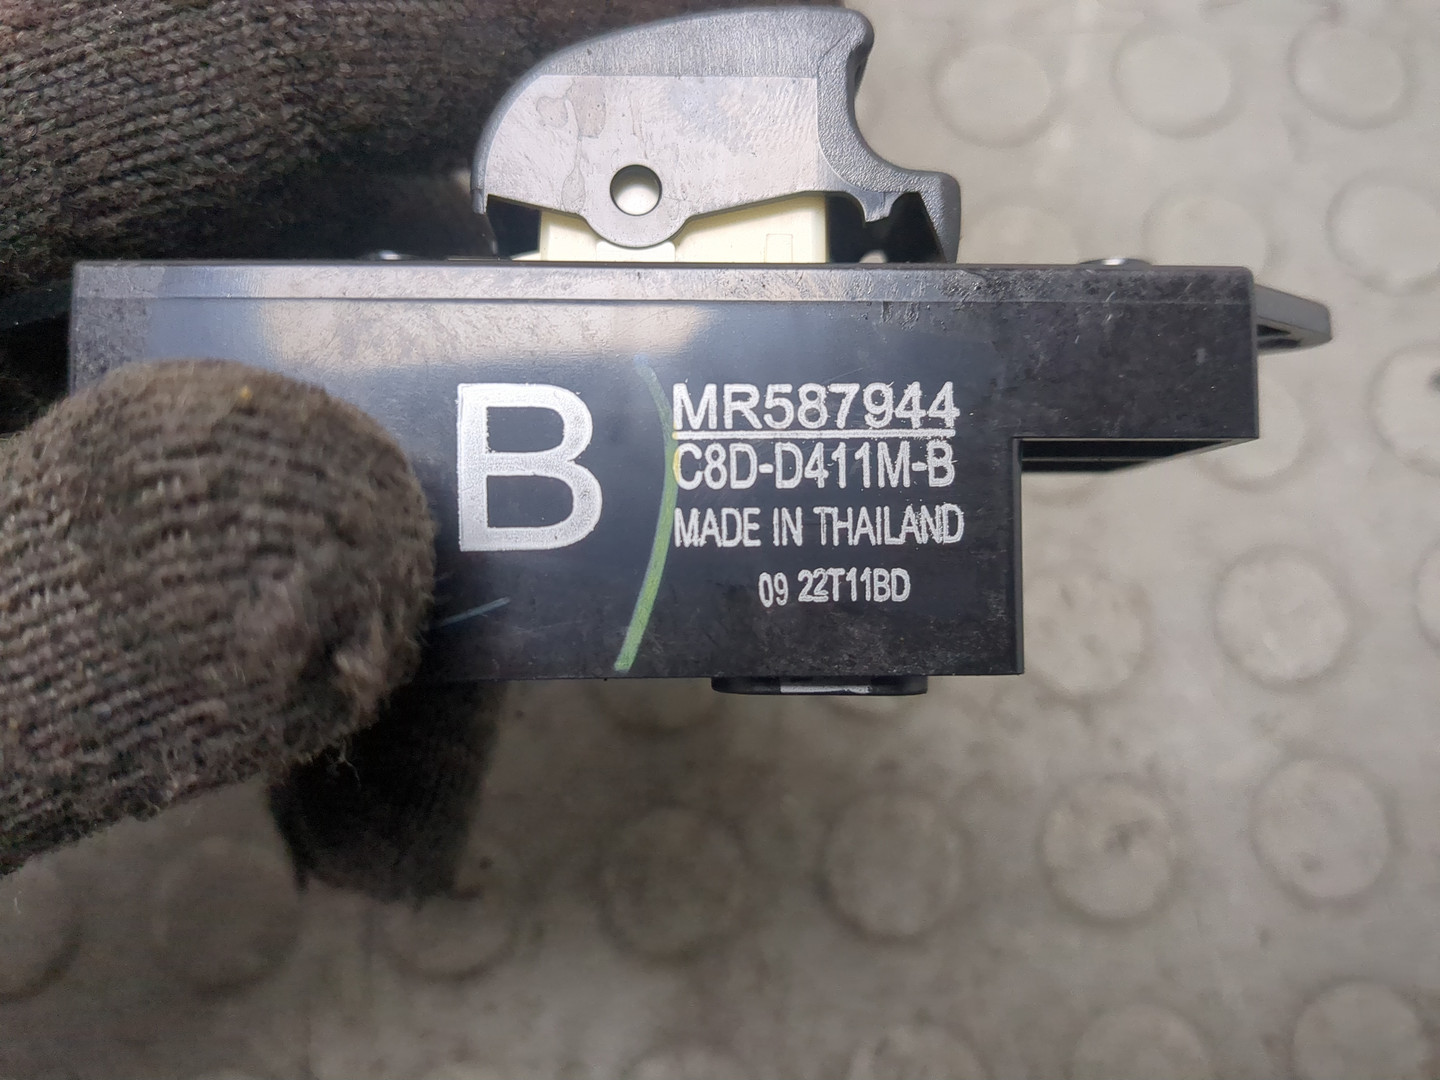 B
MR587944
C8D-D411M-B
MADE IN THAILAND
09 22T11BD